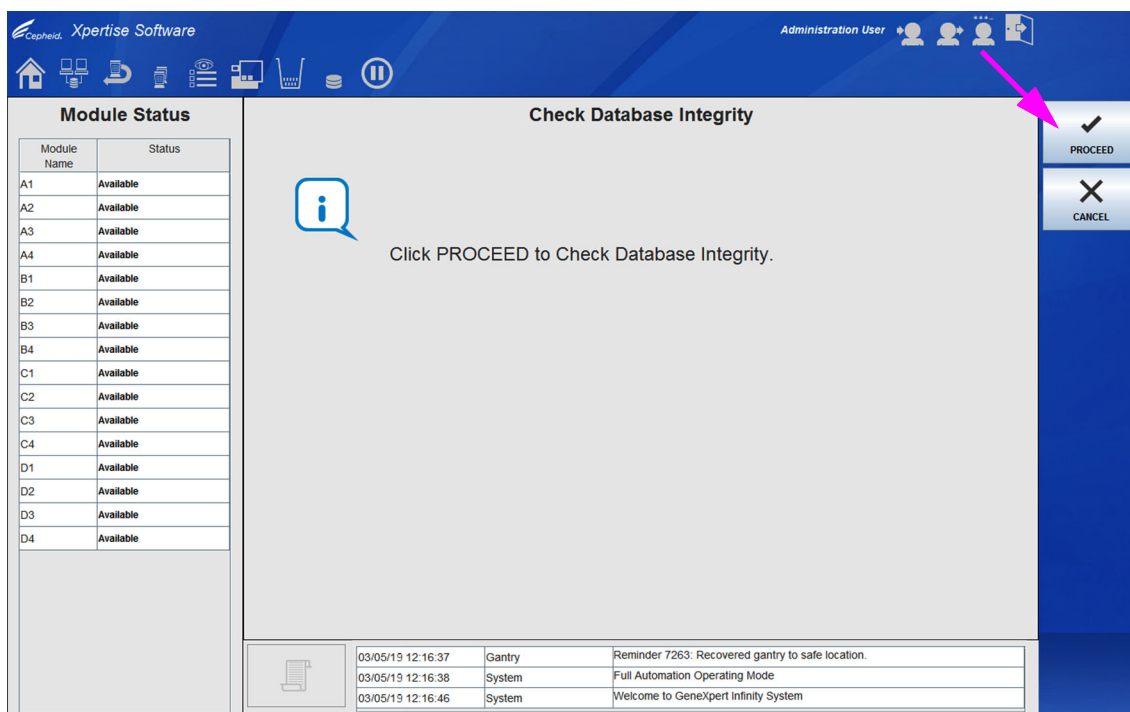 Cepheid. Xpertise Software
Administration User
Module Status
Module Name Status
A1 Available
A2 Available
A3 Available
A4 Available
B1 Available
B2 Available
B3 Available
B4 Available
C1 Available
C2 Available
C3 Available
C4 Available
D1 Available
D2 Available
D3 Available
D4 Available
Check Database Integrity
Click PROCEED to Check Database Integrity.
PROCEED
CANCEL
03/05/19 12:16:37 Gantry Reminder 7263: Recovered gantry to safe location.
03/05/19 12:16:38 System Full Automation Operating Mode
03/05/19 12:16:46 System Welcome to GeneXpert Infinity System